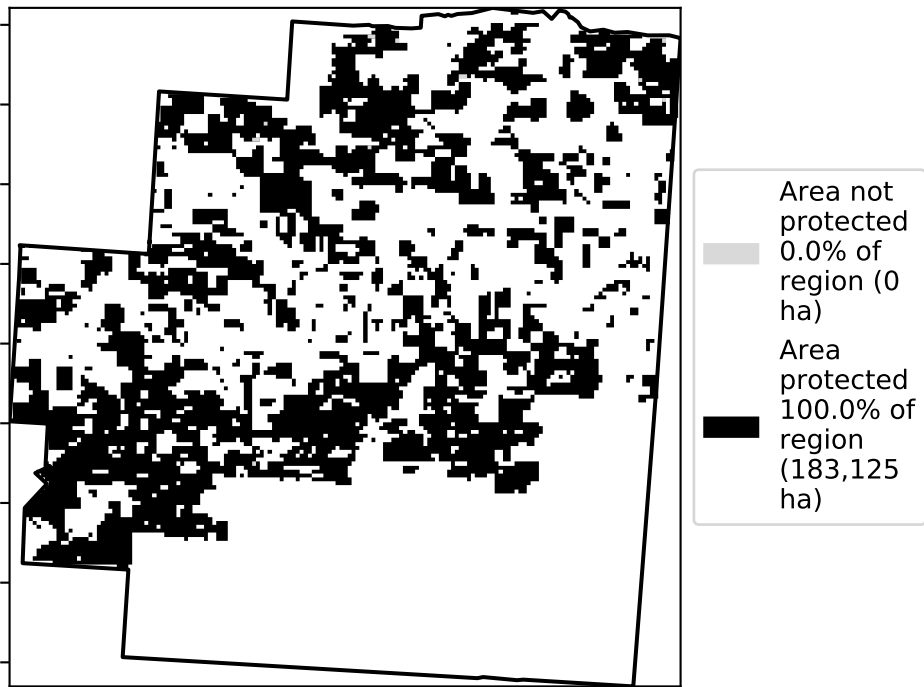 Area not
protected
0.0% of
region (0
ha)
Area
protected
100.0% of
region
(183,125
ha)